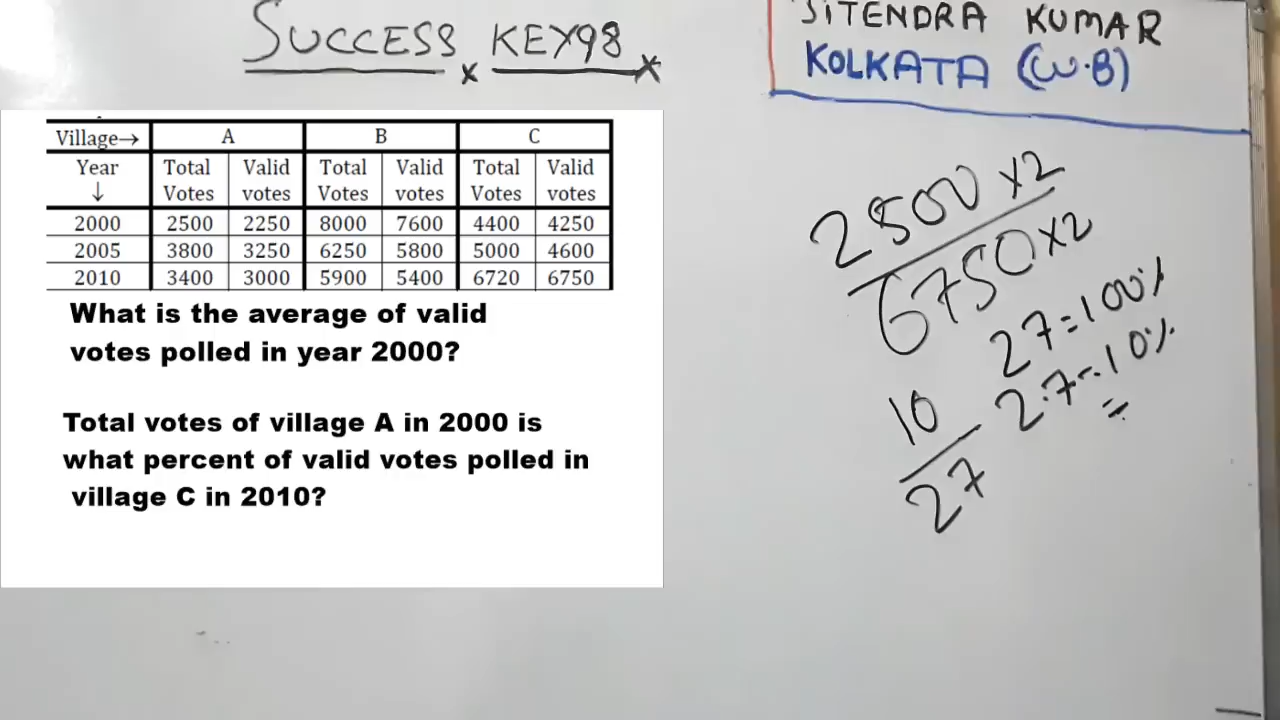 SUCCESS KEY98
JITENDRA KUMAR
KOLKATA (W.B)
Village→ A B C
Year ↓ Total Votes Valid votes Total Votes Valid votes Total Votes Valid votes
2000 2500 2250 8000 7600 4400 4250
2005 3800 3250 6250 5800 5000 4600
2010 3400 3000 5900 5400 6720 6750
What is the average of valid
votes polled in year 2000?
Total votes of village A in 2000 is
what percent of valid votes polled in
village C in 2010?
2500×2
6750×2
27=100%
2.7=10%
10
27